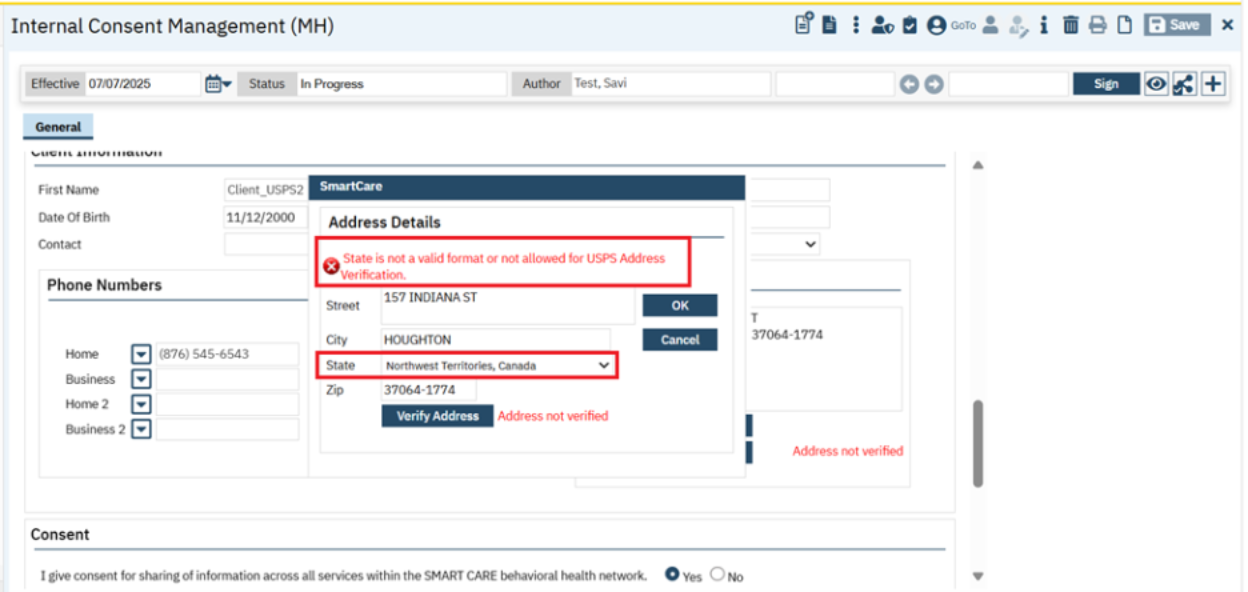 Internal Consent Management (MH)
GoTo
Save
Effective 07/07/2025 Status In Progress Author Test, Savi Sign
General
Client Information
First Name Client_USPS2
Date Of Birth 11/12/2000
Contact
Phone Numbers
Home (876) 545-6543
Business
Home 2
Business 2
SmartCare
Address Details
State is not a valid format or not allowed for USPS Address
Verification.
Street 157 INDIANA ST OK
City HOUGHTON Cancel
State Northwest Territories, Canada
Zip 37064-1774
Verify Address Address not verified
T
37064-1774
Address not verified
Consent
I give consent for sharing of information across all services within the SMART CARE behavioral health network. Yes No